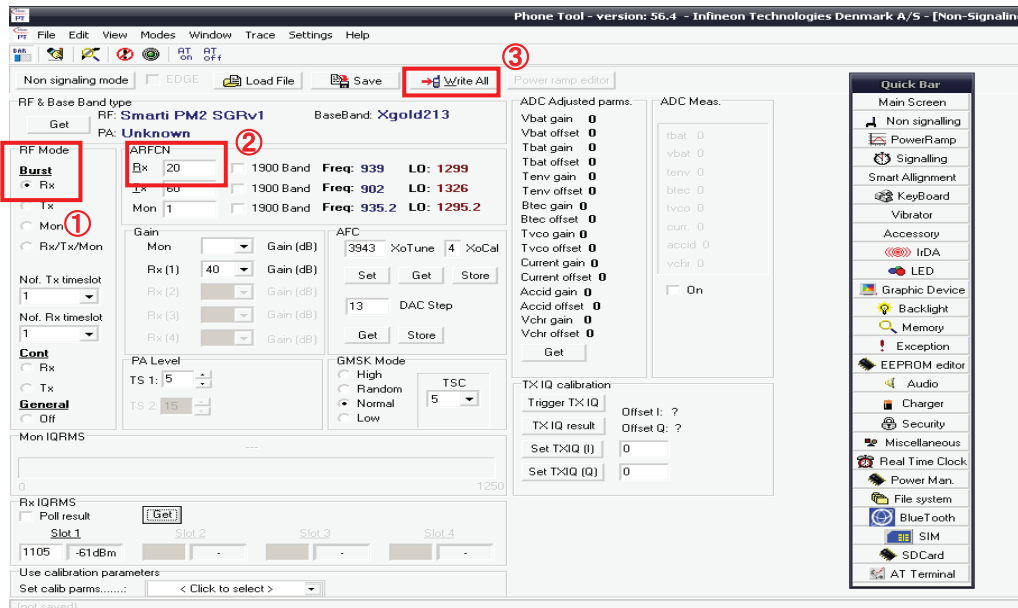 Phone Tool - version: 56.4 - Infineon Technologies Denmark A/S - [Non-Signaling
PT
PT File Edit View Modes Window Trace Settings Help
AT on AT off
③
Non signaling mode EDGE Load File Save Write All Power ramp editor
RF & Base Band type
Get RF: Smarti PM2 SGRv1 BaseBand: Xgold213
PA: Unknown
②
RF Mode
Burst
Rx
Tx
Mon
Rx/Tx/Mon
①
Nof. Tx timeslot
1
Nof. Rx timeslot
1
Cont
Rx
Tx
General
Off
ARFCN
Rx 20 1900 Band Freq: 939 LO: 1299
Tx 60 1900 Band Freq: 902 LO: 1326
Mon 1 1900 Band Freq: 935.2 LO: 1295.2
Gain
Mon Gain (dB)
Rx (1) 40 Gain (dB)
Rx (2) Gain (dB)
Rx (3) Gain (dB)
Rx (4) Gain (dB)
AFC
3943 XoTune 4 XoCal
Set Get Store
13 DAC Step
Get Store
PA Level
TS 1: 5
TS 2: 15
GMSK Mode
High
Random
Normal
Low
TSC
5
Mon IQRMS
---
0 1250
Rx IQRMS
Poll result Get
Slot 1 Slot 2 Slot 3 Slot 4
1105 -61dBm - - -
Use calibration parameters
Set calib parms......: < Click to select >
[not saved]
ADC Adjusted parms.
Vbat gain 0
Vbat offset 0
Tbat gain 0
Tbat offset 0
Tenv gain 0
Tenv offset 0
Btec gain 0
Btec offset 0
Tvco gain 0
Tvco offset 0
Current gain 0
Current offset 0
Accid gain 0
Accid offset 0
Vchr gain 0
Vchr offset 0
Get
ADC Meas.
tbat 0
vbat 0
tenv 0
btec 0
tvco 0
curr. 0
accid 0
vchr 0
On
TX IQ calibration
Trigger TX IQ
TX IQ result
Offset I: ?
Offset Q: ?
Set TXIQ (I) 0
Set TXIQ (Q) 0
Quick Bar
Main Screen
Non signalling
PowerRamp
Signalling
Smart Allignment
KeyBoard
Vibrator
Accessory
IrDA
LED
Graphic Device
Backlight
Memory
Exception
EEPROM editor
Audio
Charger
Security
Miscellaneous
Real Time Clock
Power Man.
File system
BlueTooth
SIM
SDCard
AT Terminal